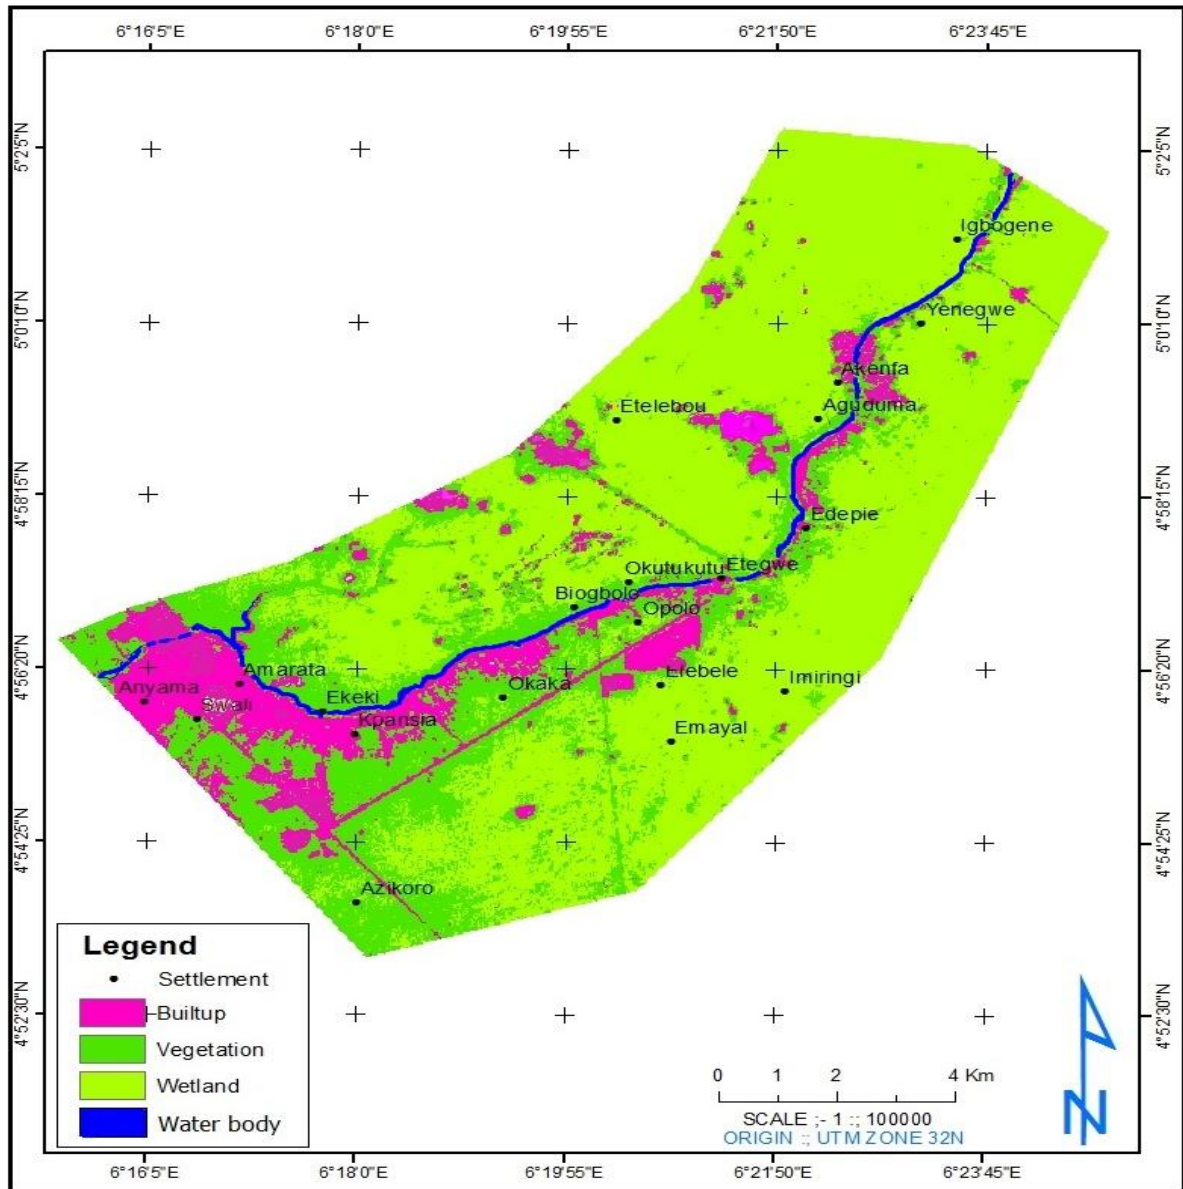 6°16'5"E 6°18'0"E 6°19'55"E 6°21'50"E 6°23'45"E
5°2'5"N 5°2'5"N
Igbogene
5°0'10"N 5°0'10"N
Yenegwe
Akenfa
Etelebou Aguduma
4°58'15"N 4°58'15"N
Edepie
Okutukutu Etegwe
Biogbolo
Opolo
4°56'20"N 4°56'20"N
Amarata Elebele Imiringi
Anyama Ekeki Okaka
Swali
Kpansia Emayal
4°54'25"N 4°54'25"N
Azikoro
Legend
Settlement
Builtup
Vegetation
Wetland
Water body
4°52'30"N 4°52'30"N
0 1 2 4 Km
SCALE ;- 1 :; 100000
ORIGIN :; UTM ZONE 32N
N
6°16'5"E 6°18'0"E 6°19'55"E 6°21'50"E 6°23'45"E